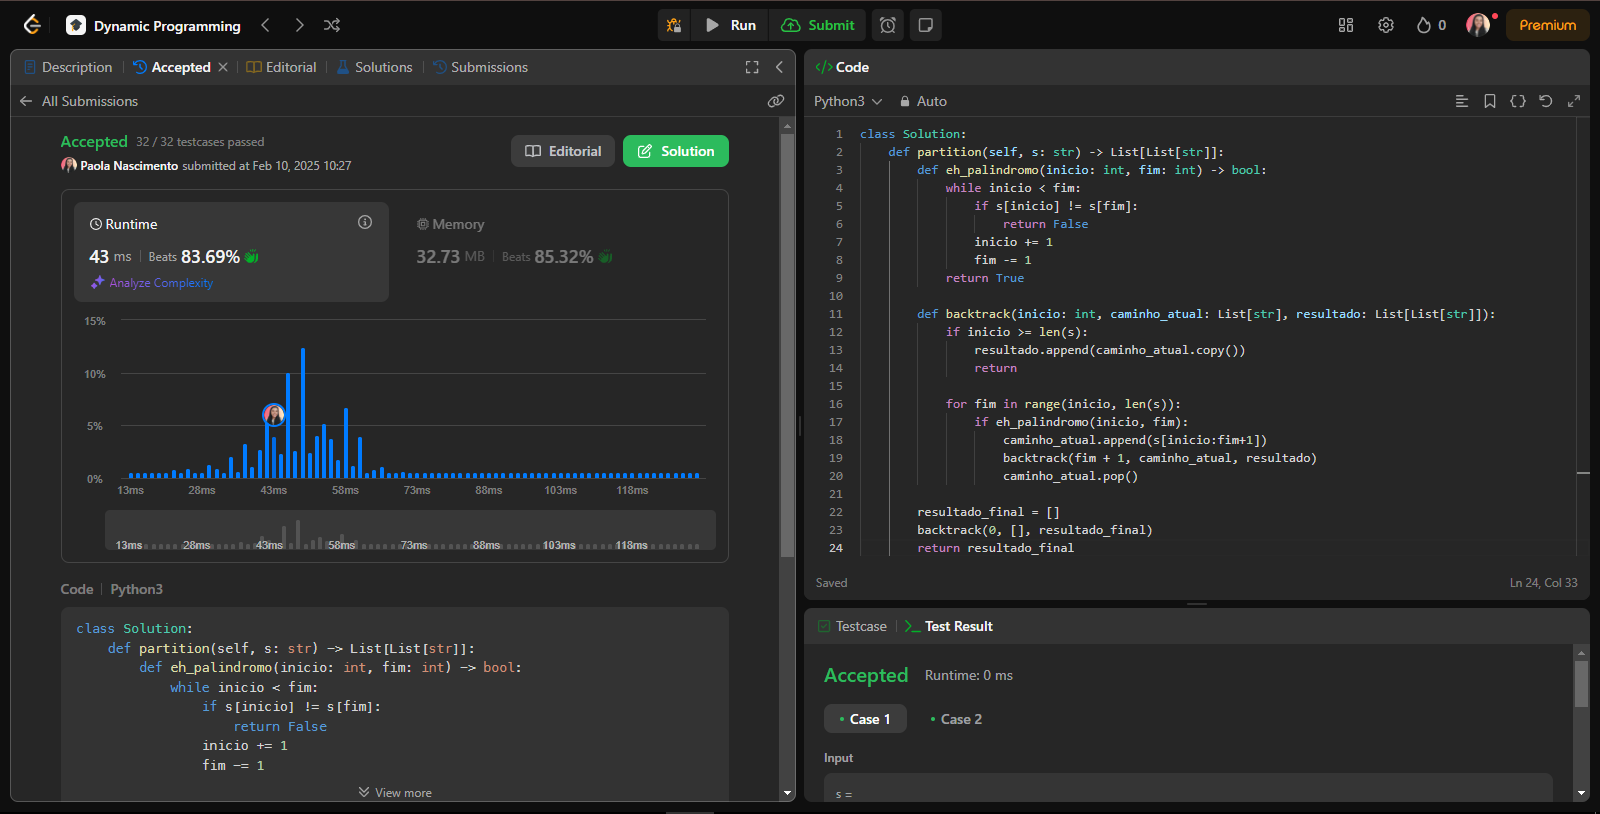 Dynamic Programming
Run
Submit
0
Premium
Description
Accepted
Editorial
Solutions
Submissions
All Submissions
Accepted 32 / 32 testcases passed
Paola Nascimento submitted at Feb 10, 2025 10:27
Editorial
Solution
Runtime
43 ms Beats 83.69%
Analyze Complexity
Memory
32.73 MB Beats 85.32%
15%
10%
5%
0%
13ms 28ms 43ms 58ms 73ms 88ms 103ms 118ms
13ms 28ms 43ms 58ms 73ms 88ms 103ms 118ms
Code Python3
class Solution:
    def partition(self, s: str) -> List[List[str]]:
        def eh_palindromo(inicio: int, fim: int) -> bool:
            while inicio < fim:
                if s[inicio] != s[fim]:
                    return False
                inicio += 1
                fim -= 1
View more
Code
Python3
Auto
1 class Solution:
2     def partition(self, s: str) -> List[List[str]]:
3         def eh_palindromo(inicio: int, fim: int) -> bool:
4             while inicio < fim:
5                 if s[inicio] != s[fim]:
6                     return False
7                 inicio += 1
8                 fim -= 1
9             return True
10
11         def backtrack(inicio: int, caminho_atual: List[str], resultado: List[List[str]]):
12             if inicio >= len(s):
13                 resultado.append(caminho_atual.copy())
14                 return
15
16             for fim in range(inicio, len(s)):
17                 if eh_palindromo(inicio, fim):
18                     caminho_atual.append(s[inicio:fim+1])
19                     backtrack(fim + 1, caminho_atual, resultado)
20                     caminho_atual.pop()
21
22         resultado_final = []
23         backtrack(0, [], resultado_final)
24         return resultado_final
Saved
Ln 24, Col 33
Testcase
Test Result
Accepted Runtime: 0 ms
Case 1
Case 2
Input
s =